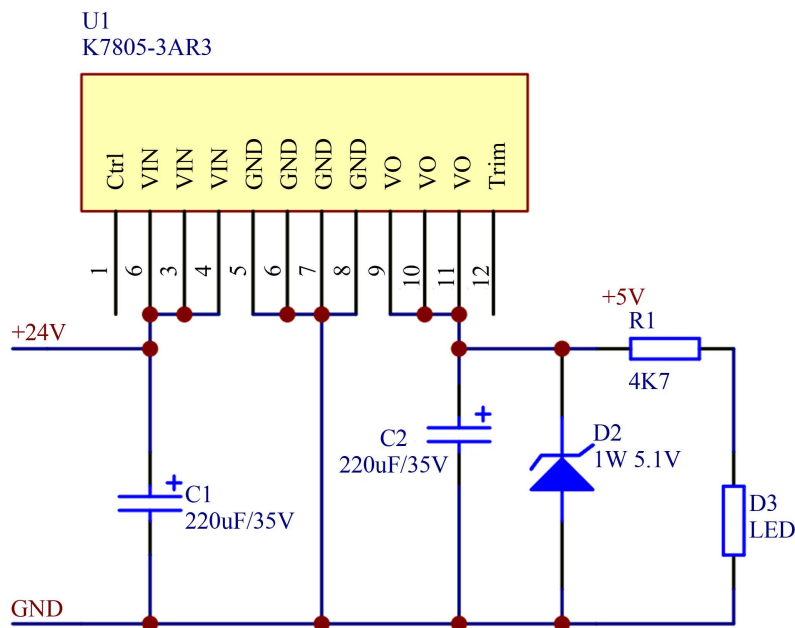 U1
K7805-3AR3
Ctrl
VIN
VIN
VIN
GND
GND
GND
GND
VO
VO
VO
Trim
1
6
3
4
5
6
7
8
9
10
11
12
+24V
+5V
R1
4K7
C2
220uF/35V
D2
1W 5.1V
C1
220uF/35V
D3
LED
GND